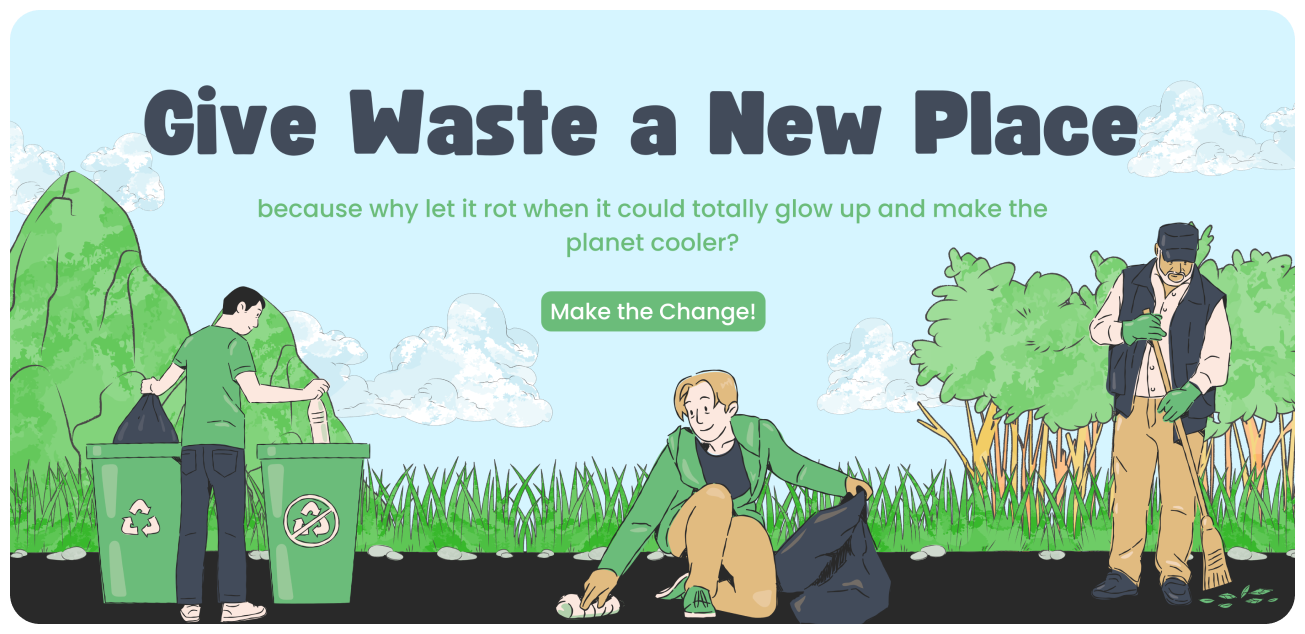 Give Waste a New Place
because why let it rot when it could totally glow up and make the
planet cooler?
Make the Change!